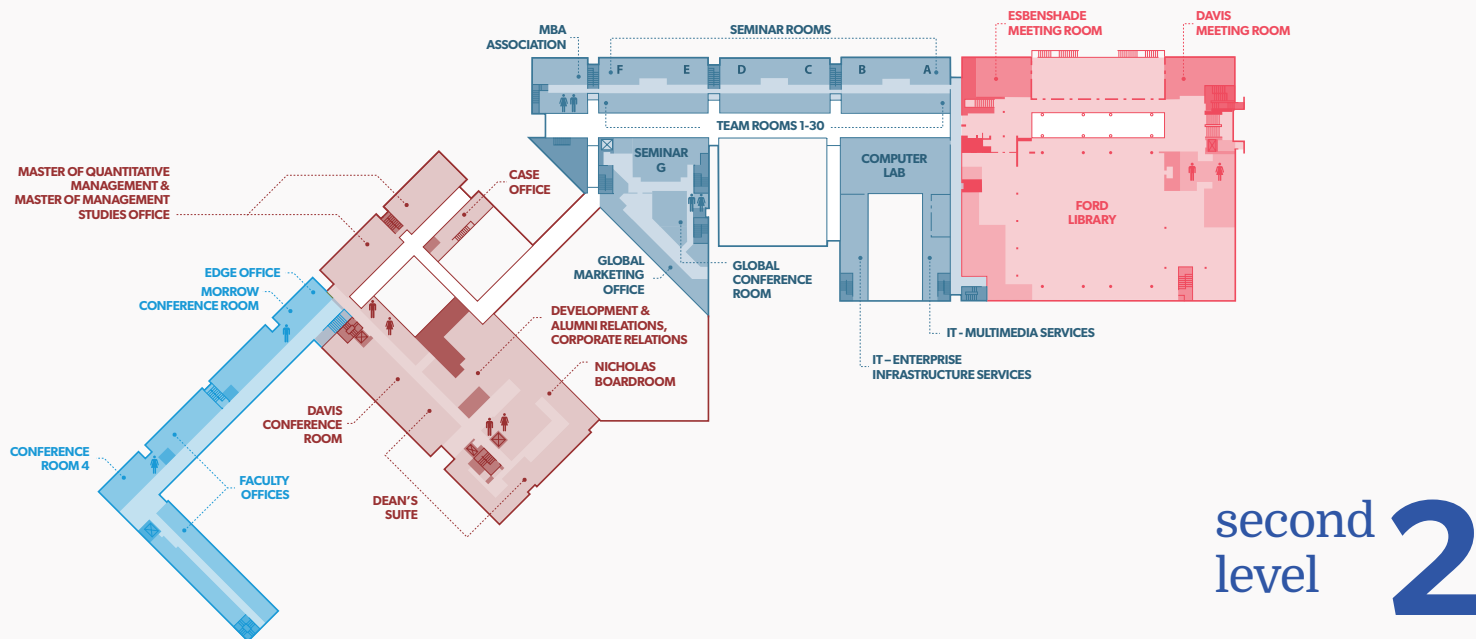 MBA
ASSOCIATION
SEMINAR ROOMS
ESBENSHADE
MEETING ROOM
DAVIS
MEETING ROOM
F
E
D
C
B
A
TEAM ROOMS 1-30
SEMINAR
G
COMPUTER
LAB
MASTER OF QUANTITATIVE
MANAGEMENT &
MASTER OF MANAGEMENT
STUDIES OFFICE
CASE
OFFICE
FORD
LIBRARY
EDGE OFFICE
MORROW
CONFERENCE ROOM
GLOBAL
MARKETING
OFFICE
GLOBAL
CONFERENCE
ROOM
DEVELOPMENT &
ALUMNI RELATIONS,
CORPORATE RELATIONS
IT - MULTIMEDIA SERVICES
IT – ENTERPRISE
INFRASTRUCTURE SERVICES
NICHOLAS
BOARDROOM
DAVIS
CONFERENCE
ROOM
CONFERENCE
ROOM 4
FACULTY
OFFICES
DEAN'S
SUITE
second
level
2